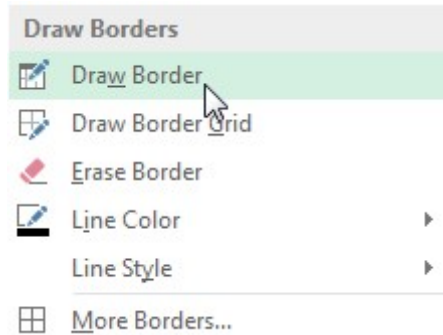 Draw Borders
Draw Border
Draw Border Grid
Erase Border
Line Color
Line Style
More Borders...